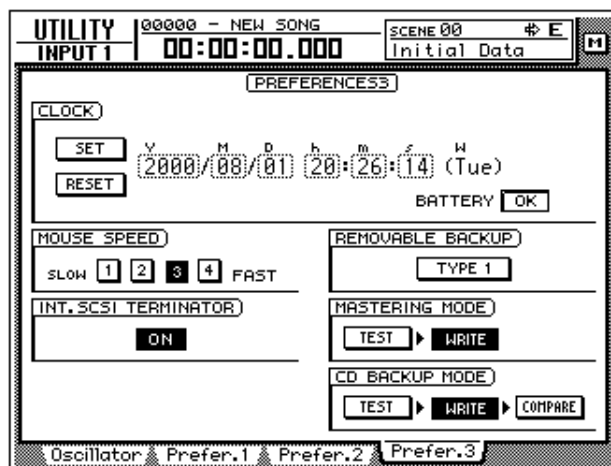 UTILITY
INPUT 1
00000 - NEW SONG
00:00:00.000
SCENE 00 E
Initial Data
M
PREFERENCES3
CLOCK
Y M D h m s W
SET 2000/08/01 20:26:14 (Tue)
RESET
BATTERY OK
MOUSE SPEED
SLOW 1 2 3 4 FAST
REMOVABLE BACKUP
TYPE 1
INT.SCSI TERMINATOR
ON
MASTERING MODE
TEST WRITE
CD BACKUP MODE
TEST WRITE COMPARE
Oscillator Prefer.1 Prefer.2 Prefer.3